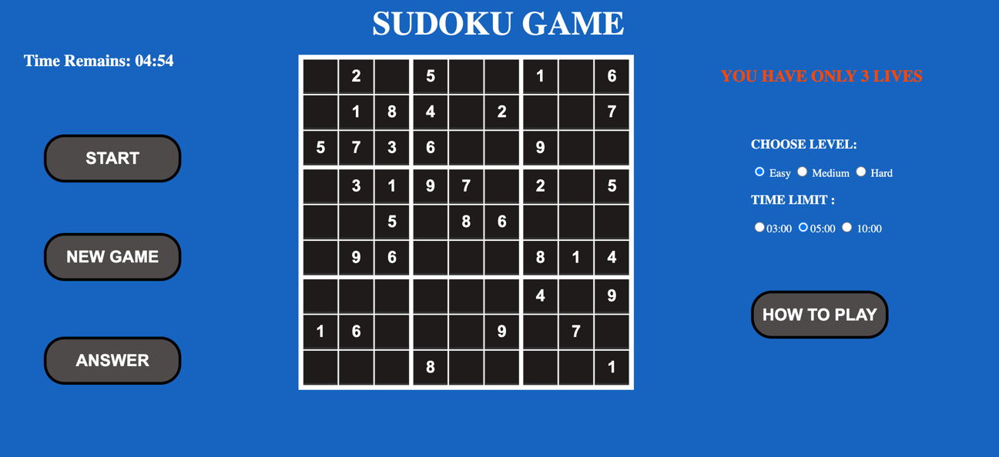 SUDOKU GAME
Time Remains: 04:54
YOU HAVE ONLY 3 LIVES
START
NEW GAME
ANSWER
2 5 1 6
1 8 4 2 7
5 7 3 6 9
3 1 9 7 2 5
5 8 6
9 6 8 1 4
4 9
1 6 9 7
8 1
CHOOSE LEVEL:
Easy Medium Hard
TIME LIMIT :
03:00 05:00 10:00
HOW TO PLAY